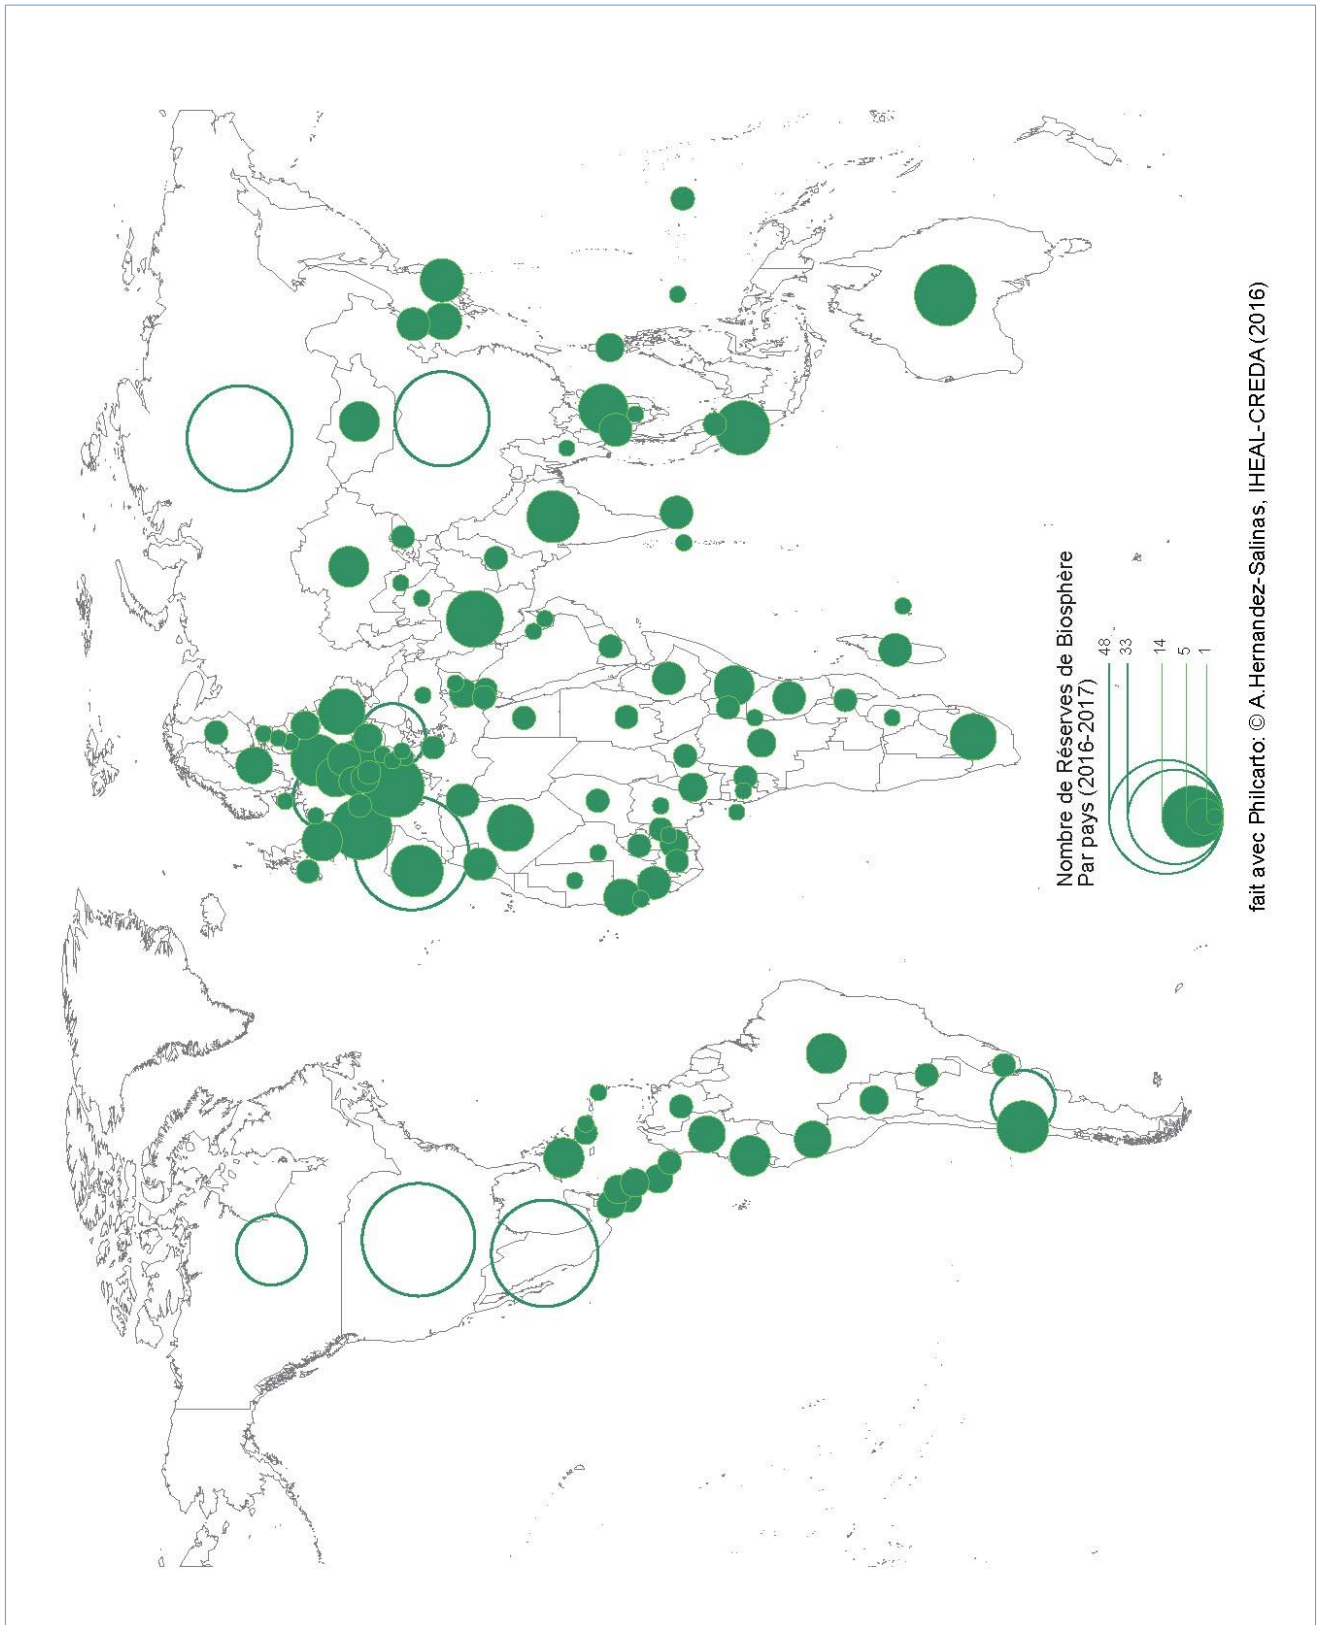 Nombre de Réserves de Biosphère
Par pays (2016-2017)
48
33
14
5
1
fait avec Philcarto: © A.Hernandez-Salinas, IHEAL-CREDA (2016)